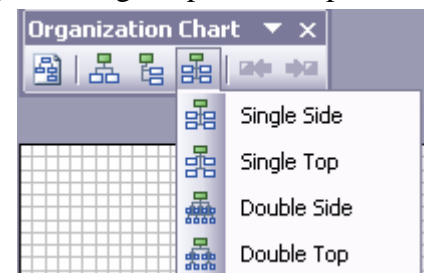 Organization Chart
Single Side
Single Top
Double Side
Double Top